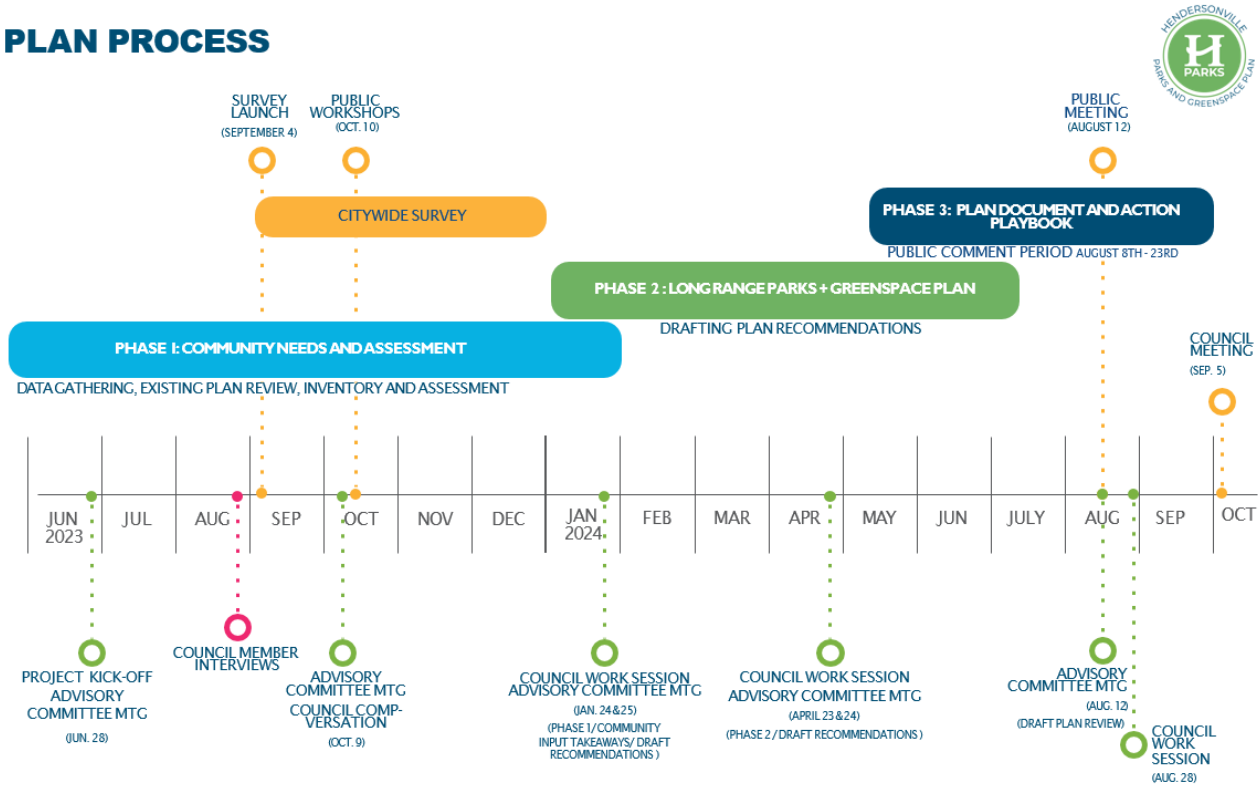 PLAN PROCESS
HENDERSONVILLE
H
PARKS
PARKS AND GREENSPACE PLAN
SURVEY
LAUNCH
(SEPTEMBER 4)
PUBLIC
WORKSHOPS
(OCT. 10)
PUBLIC
MEETING
(AUGUST 12)
CITYWIDE SURVEY
PHASE 3: PLAN DOCUMENT AND ACTION
PLAYBOOK
PUBLIC COMMENT PERIOD AUGUST 8TH - 23RD
PHASE 2 : LONG RANGE PARKS + GREENSPACE PLAN
DRAFTING PLAN RECOMMENDATIONS
PHASE I: COMMUNITY NEEDS AND ASSESSMENT
DATA GATHERING, EXISTING PLAN REVIEW, INVENTORY AND ASSESSMENT
COUNCIL
MEETING
(SEP. 5)
JUN
2023
JUL
AUG
SEP
OCT
NOV
DEC
JAN
2024
FEB
MAR
APR
MAY
JUN
JULY
AUG
SEP
OCT
PROJECT KICK-OFF
ADVISORY
COMMITTEE MTG
(JUN. 28)
COUNCIL MEMBER
INTERVIEWS
ADVISORY
COMMITTEE MTG
COUNCIL COMP-
VERSATION
(OCT. 9)
COUNCIL WORK SESSION
ADVISORY COMMITTEE MTG
(JAN. 24 & 25)
(PHASE 1/ COMMUNITY
INPUT TAKEAWAYS/ DRAFT
RECOMMENDATIONS )
COUNCIL WORK SESSION
ADVISORY COMMITTEE MTG
(APRIL 23 & 24)
(PHASE 2 / DRAFT RECOMMENDATIONS )
ADVISORY
COMMITTEE MTG
(AUG. 12)
(DRAFT PLAN REVIEW)
COUNCIL
WORK
SESSION
(AUG. 28)